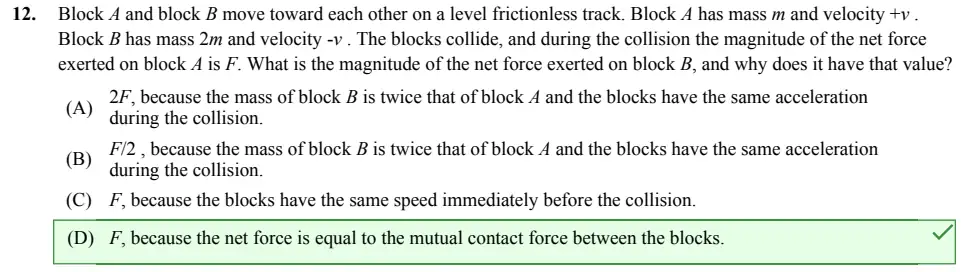 12. Block A and block B move toward each other on a level frictionless track. Block A has mass m and velocity +v .
Block B has mass 2m and velocity -v . The blocks collide, and during the collision the magnitude of the net force
exerted on block A is F. What is the magnitude of the net force exerted on block B, and why does it have that value?
(A) 2F, because the mass of block B is twice that of block A and the blocks have the same acceleration
during the collision.
(B) F/2 , because the mass of block B is twice that of block A and the blocks have the same acceleration
during the collision.
(C) F, because the blocks have the same speed immediately before the collision.
(D) F, because the net force is equal to the mutual contact force between the blocks.